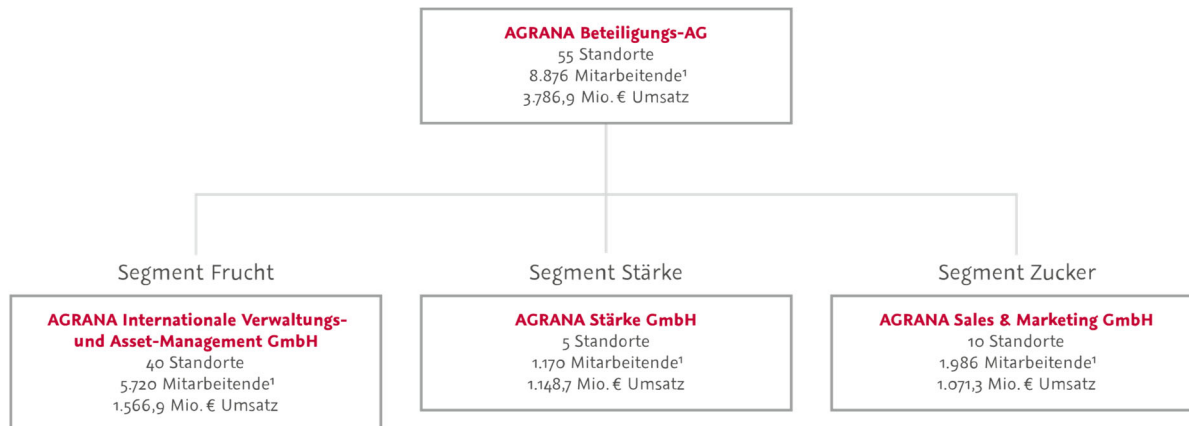 AGRANA Beteiligungs-AG
55 Standorte
8.876 Mitarbeitende¹
3.786,9 Mio. € Umsatz
Segment Frucht
AGRANA Internationale Verwaltungs-
und Asset-Management GmbH
40 Standorte
5.720 Mitarbeitende¹
1.566,9 Mio. € Umsatz
Segment Stärke
AGRANA Stärke GmbH
5 Standorte
1.170 Mitarbeitende¹
1.148,7 Mio. € Umsatz
Segment Zucker
AGRANA Sales & Marketing GmbH
10 Standorte
1.986 Mitarbeitende¹
1.071,3 Mio. € Umsatz